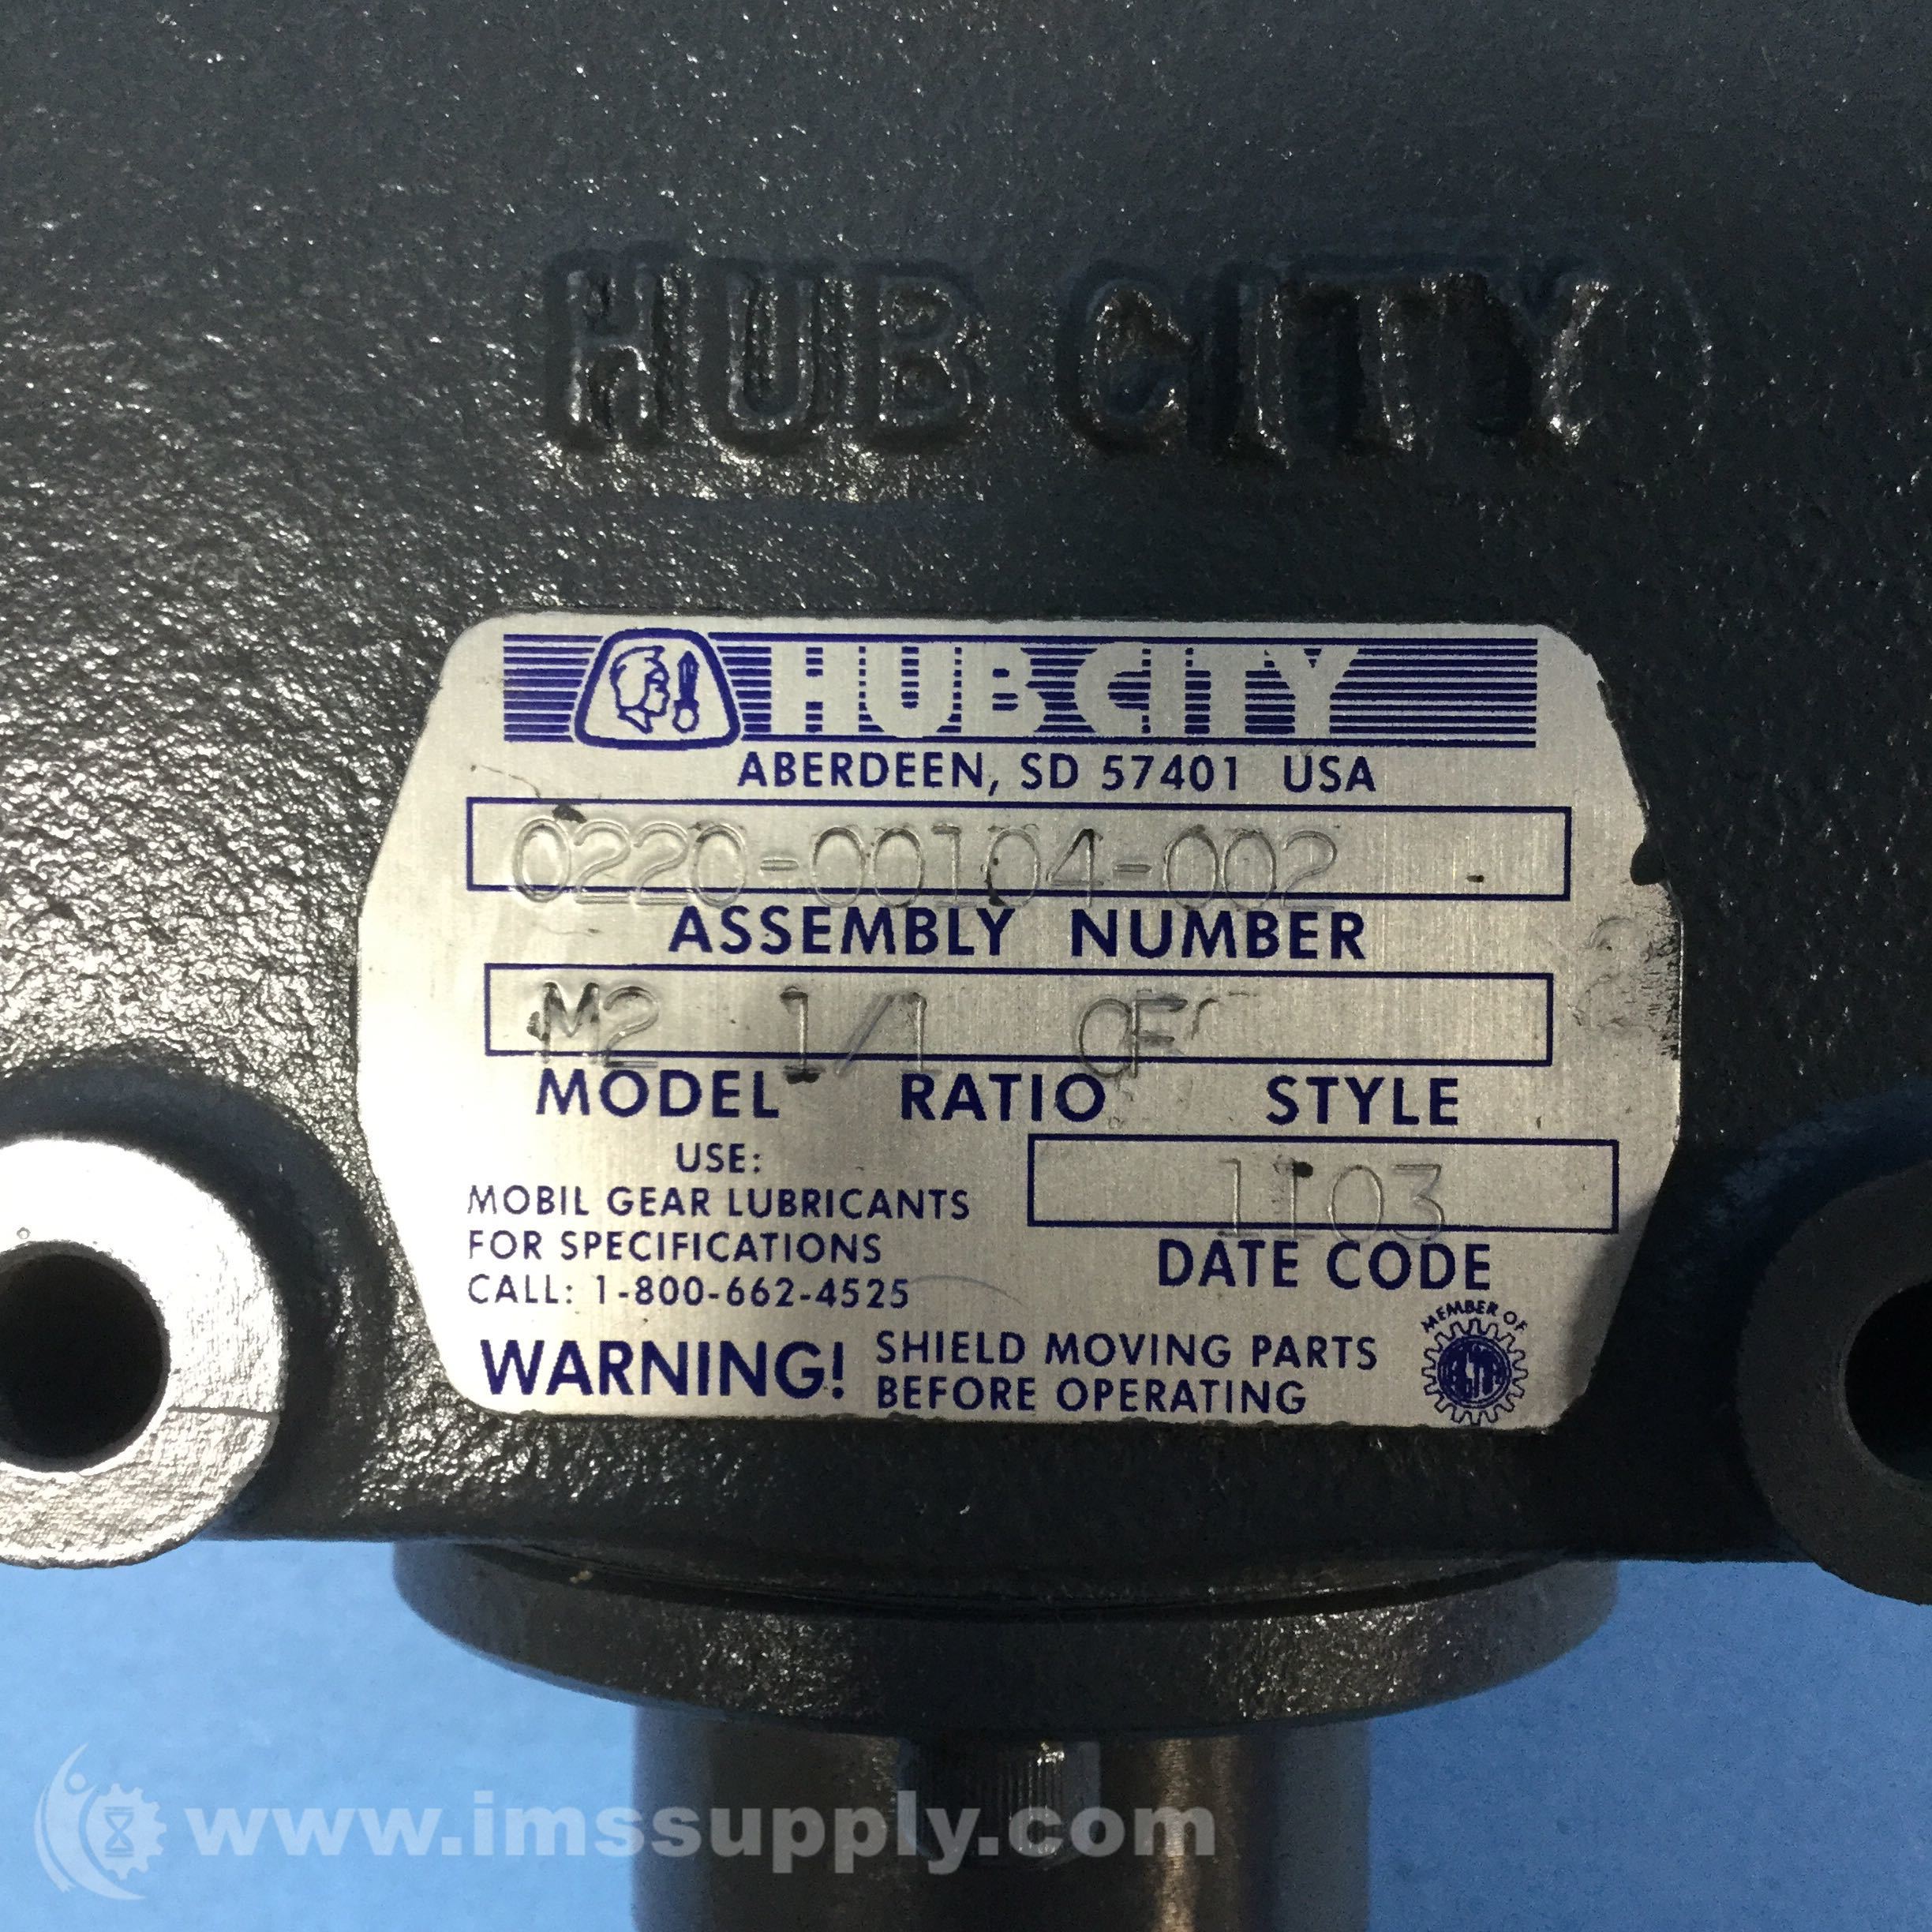 HUB CITY
HUB CITY
ABERDEEN, SD 57401 USA
0220-00104-002
ASSEMBLY NUMBER
M2 1/1
MODEL RATIO STYLE
USE:
MOBIL GEAR LUBRICANTS
FOR SPECIFICATIONS
CALL: 1-800-662-4525
1103
DATE CODE
WARNING! SHIELD MOVING PARTS
BEFORE OPERATING
MEMBER OF
www.imssupply.com